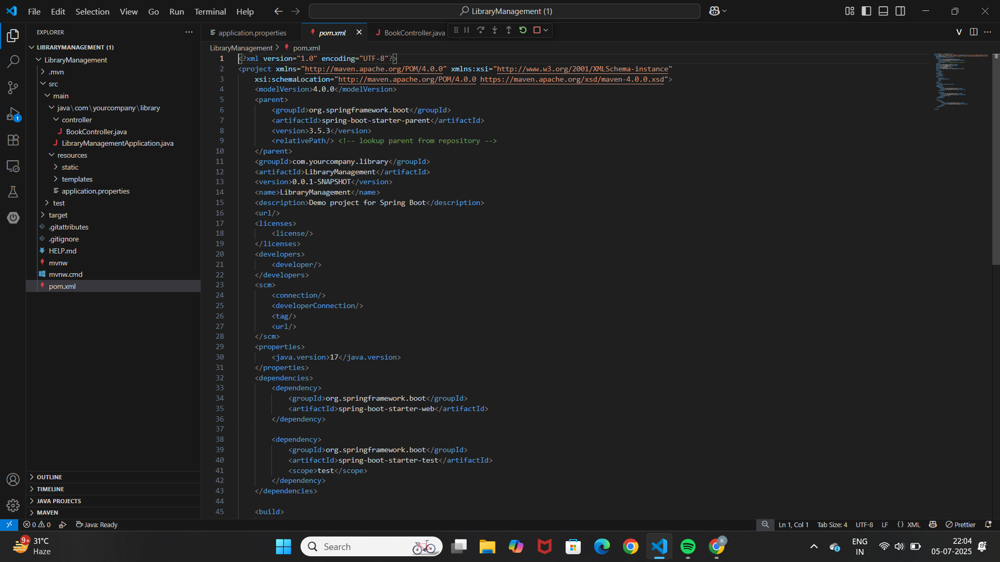 File Edit Selection View Go Run Terminal Help
LibraryManagement (1)
EXPLORER
LIBRARYMANAGEMENT (1)
LibraryManagement
.mvn
src
main
java\com\yourcompany\library
controller
BookController.java
LibraryManagementApplication.java
resources
static
templates
application.properties
test
target
.gitattributes
.gitignore
HELP.md
mvnw
mvnw.cmd
pom.xml
OUTLINE
TIMELINE
JAVA PROJECTS
MAVEN
1
application.properties
pom.xml
BookController.java
V
LibraryManagement > pom.xml
1 <?xml version="1.0" encoding="UTF-8"?>
2 <project xmlns="http://maven.apache.org/POM/4.0.0" xmlns:xsi="http://www.w3.org/2001/XMLSchema-instance"
3 xsi:schemaLocation="http://maven.apache.org/POM/4.0.0 https://maven.apache.org/xsd/maven-4.0.0.xsd">
4 <modelVersion>4.0.0</modelVersion>
5 <parent>
6 <groupId>org.springframework.boot</groupId>
7 <artifactId>spring-boot-starter-parent</artifactId>
8 <version>3.5.3</version>
9 <relativePath/> <!-- lookup parent from repository -->
10 </parent>
11 <groupId>com.yourcompany.library</groupId>
12 <artifactId>LibraryManagement</artifactId>
13 <version>0.0.1-SNAPSHOT</version>
14 <name>LibraryManagement</name>
15 <description>Demo project for Spring Boot</description>
16 <url/>
17 <licenses>
18 <license/>
19 </licenses>
20 <developers>
21 <developer/>
22 </developers>
23 <scm>
24 <connection/>
25 <developerConnection/>
26 <tag/>
27 <url/>
28 </scm>
29 <properties>
30 <java.version>17</java.version>
31 </properties>
32 <dependencies>
33 <dependency>
34 <groupId>org.springframework.boot</groupId>
35 <artifactId>spring-boot-starter-web</artifactId>
36 </dependency>
37
38 <dependency>
39 <groupId>org.springframework.boot</groupId>
40 <artifactId>spring-boot-starter-test</artifactId>
41 <scope>test</scope>
42 </dependency>
43 </dependencies>
44
45 <build>
0 0 Java: Ready
Ln 1, Col 1 Tab Size: 4 UTF-8 LF {} XML Prettier
9+ 31°C
Haze
Search
K
ENG
IN
22:04
05-07-2025